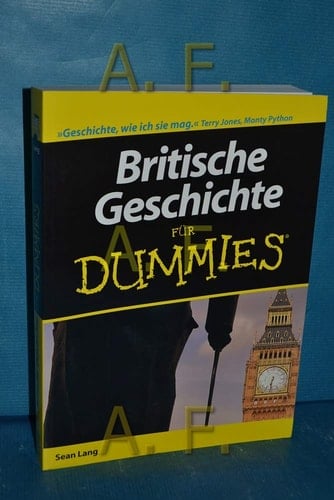 A. F.
»Geschichte, wie ich sie mag.« Terry Jones, Monty Python
Britische
Geschichte
FÜR
A. F.
DUMMIES®
A. F.
Sean Lang